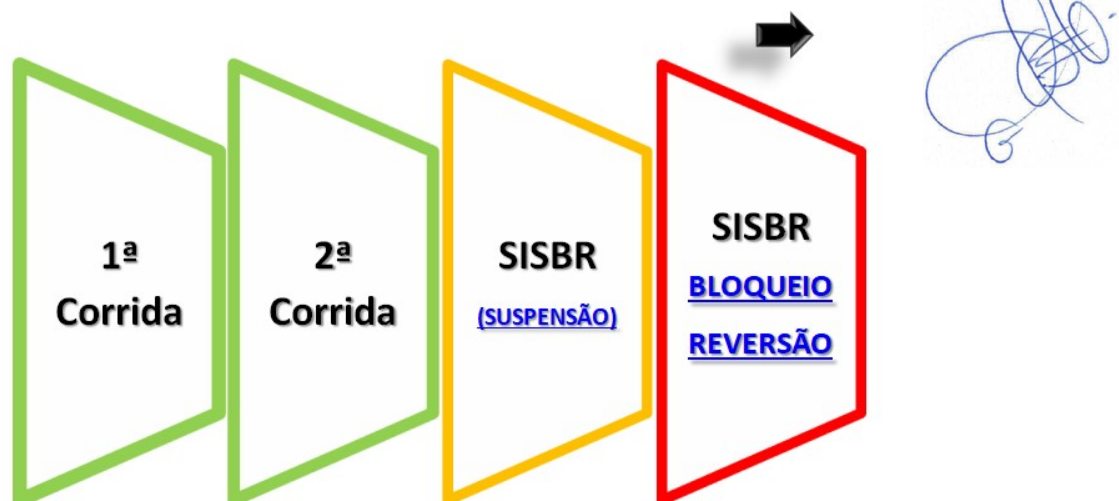 1ª
Corrida
2ª
Corrida
SISBR
(SUSPENSÃO)
SISBR
BLOQUEIO
REVERSÃO